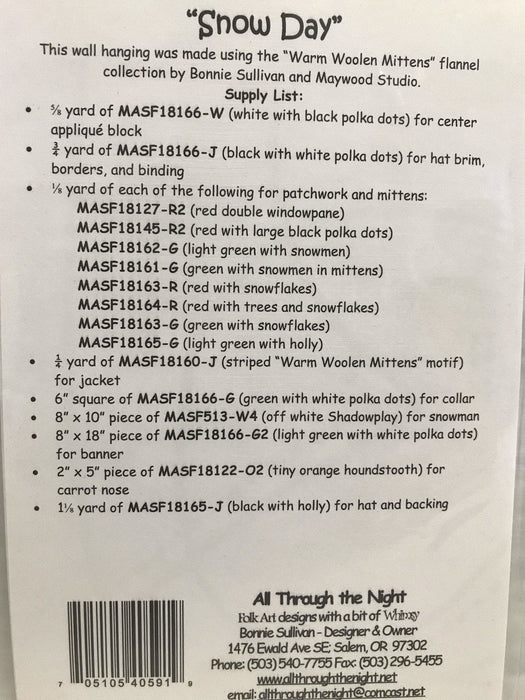 “Snow Day”
This wall hanging was made using the “Warm Woolen Mittens” flannel
collection by Bonnie Sullivan and Maywood Studio.
Supply List:
• ⅝ yard of MASF18166-W (white with black polka dots) for center
appliqué block
• ¾ yard of MASF18166-J (black with white polka dots) for hat brim,
borders, and binding
• ⅛ yard of each of the following for patchwork and mittens:
MASF18127-R2 (red double windowpane)
MASF18145-R2 (red with large black polka dots)
MASF18162-G (light green with snowmen)
MASF18161-G (green with snowmen in mittens)
MASF18163-R (red with snowflakes)
MASF18164-R (red with trees and snowflakes)
MASF18163-G (green with snowflakes)
MASF18165-G (light green with holly)
• ¼ yard of MASF18160-J (striped “Warm Woolen Mittens” motif)
for jacket
• 6” square of MASF18166-G (green with white polka dots) for collar
• 8” x 10” piece of MASF513-W4 (off white Shadowplay) for snowman
• 8” x 18” piece of MASF18166-G2 (light green with white polka dots)
for banner
• 2” x 5” piece of MASF18122-O2 (tiny orange houndstooth) for
carrot nose
• 1⅛ yard of MASF18165-J (black with holly) for hat and backing
All Through the Night
Folk Art designs with a bit of Whimsy
Bonnie Sullivan - Designer & Owner
1476 Ewald Ave SE; Salem, OR 97302
Phone: (503) 540-7755 Fax: (503) 296-5455
www.allthroughthenight.net
email: allthroughthenight@comcast.net
7 05105 40591 9